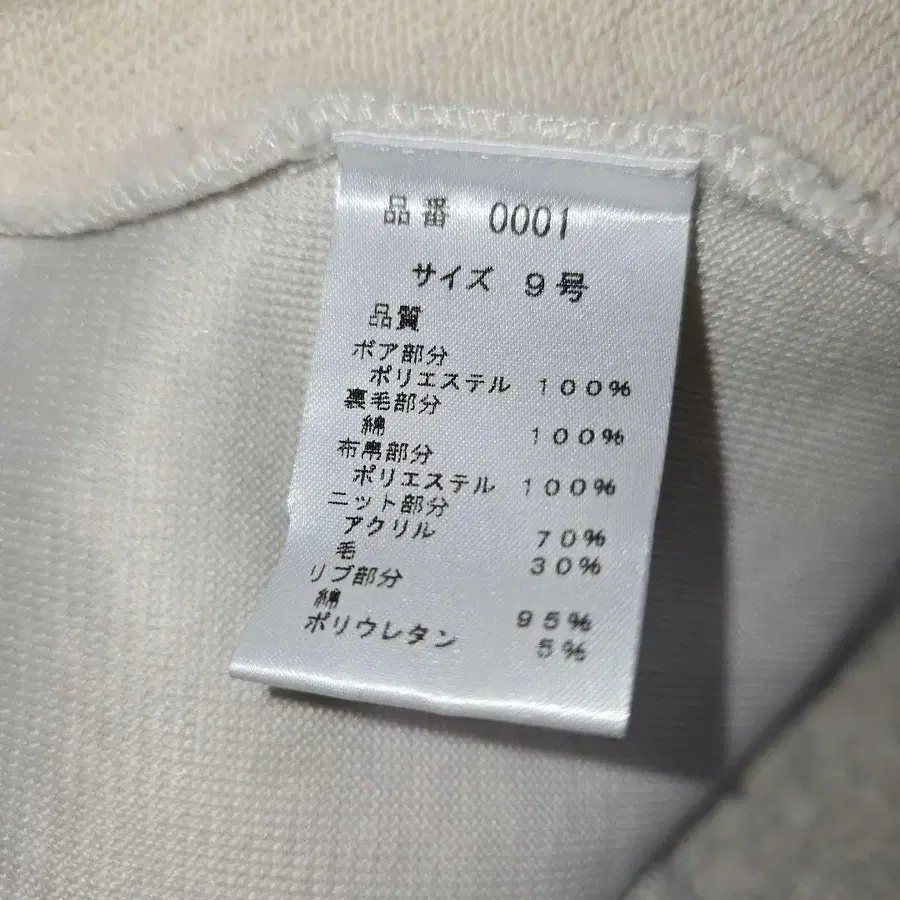 品番 0001
サイズ 9号
品質
ボア部分
ポリエステル 100%
裏毛部分
綿 100%
布帛部分
ポリエステル 100%
ニット部分
アクリル 70%
毛 30%
リブ部分
綿 95%
ポリウレタン 5%